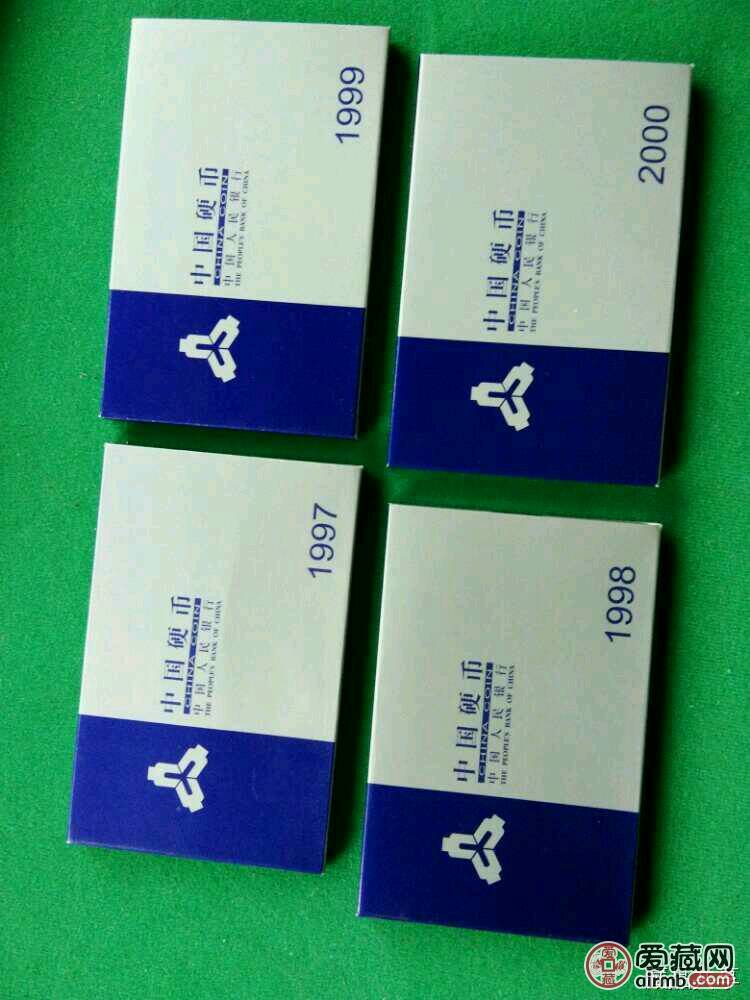 1999
中国硬币
CHINA COIN
中国人民银行
THE PEOPLE'S BANK OF CHINA
2000
中国硬币
CHINA COIN
中国人民银行
THE PEOPLE'S BANK OF CHINA
1997
中国硬币
CHINA COIN
中国人民银行
THE PEOPLE'S BANK OF CHINA
1998
中国硬币
CHINA COIN
中国人民银行
THE PEOPLE'S BANK OF CHINA
爱藏网
airmb.com